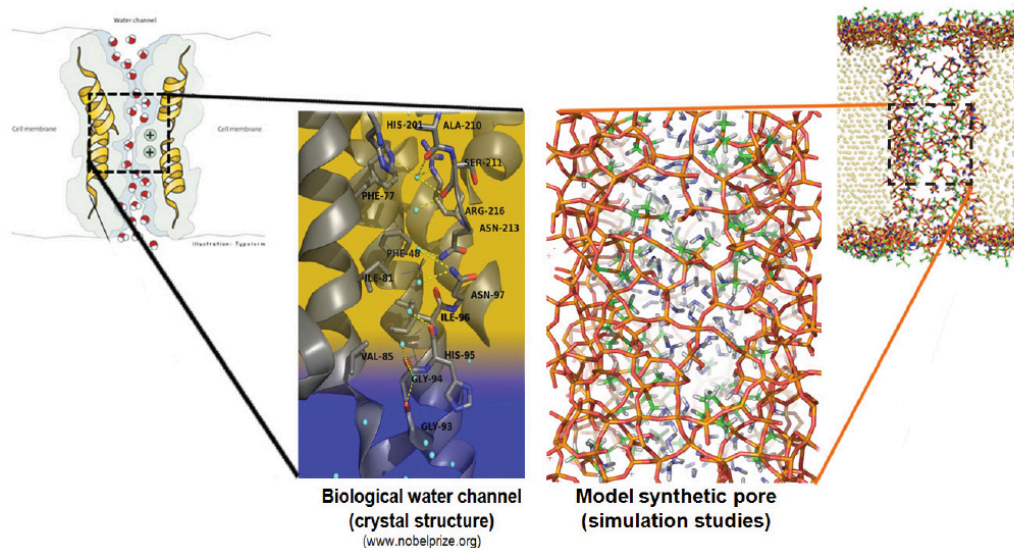 Water channel
Cell membrane
Cell membrane
Illustration: Typoform
HIS-201
ALA-210
SER-211
PHE-77
ARG-216
ASN-213
PHE-48
ILE-81
ASN-97
ILE-96
VAL-85
HIS-95
GLY-94
GLY-93
Biological water channel
(crystal structure)
(www.nobelprize.org)
Model synthetic pore
(simulation studies)